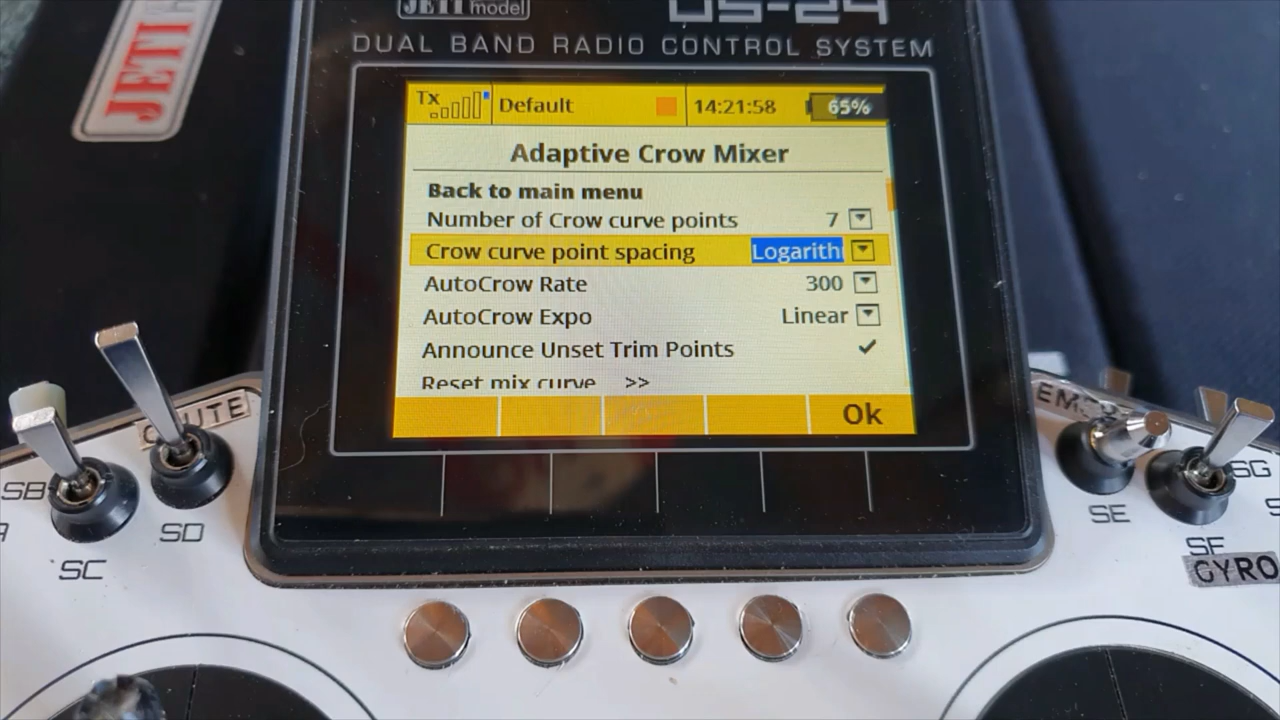 JETI
JETI model
DS-24
DUAL BAND RADIO CONTROL SYSTEM
Tx Default 14:21:58 65%
Adaptive Crow Mixer
Back to main menu
Number of Crow curve points 7
Crow curve point spacing Logarith
AutoCrow Rate 300
AutoCrow Expo Linear
Announce Unset Trim Points
Reset mix curve >>
Ok
SB
SC
SD
SE
SF
SG
GYRO